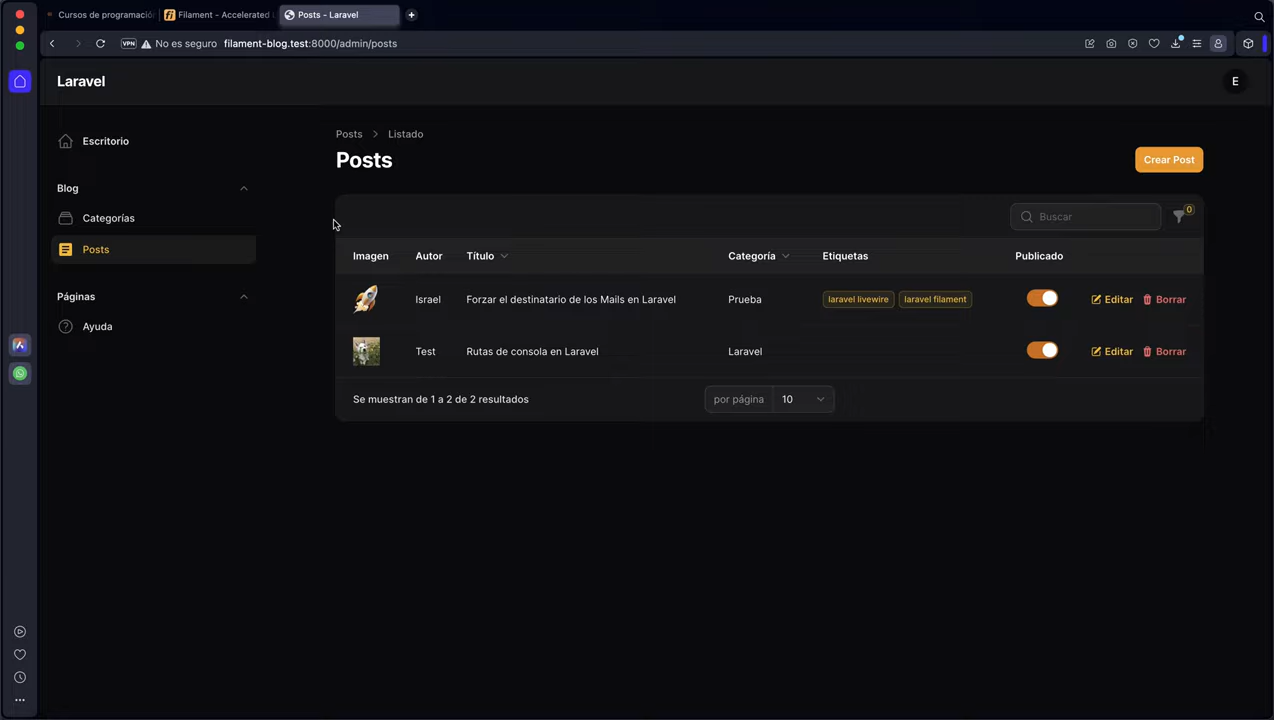 Cursos de programació
Filament - Accelerated
Posts - Laravel
VPN
No es seguro
filament-blog.test:8000/admin/posts
Laravel
E
Escritorio
Blog
Categorías
Posts
Páginas
Ayuda
Posts > Listado
Posts
Crear Post
Buscar
0
Imagen Autor Título Categoría Etiquetas Publicado
Israel Forzar el destinatario de los Mails en Laravel Prueba laravel livewire laravel filament Editar Borrar
Test Rutas de consola en Laravel Laravel Editar Borrar
Se muestran de 1 a 2 de 2 resultados
por página 10